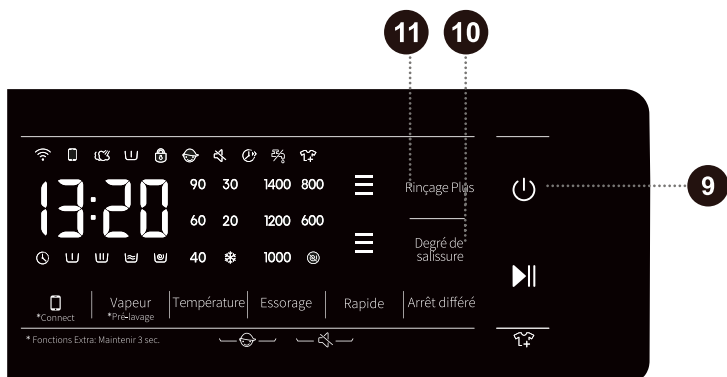 11 10
9
90 30 1400 800
Rinçage Plus
13:20
60 20 1200 600
Degré de
salissure
40 1000
*Connect
Vapeur
*Pré-lavage
Température
Essorage
Rapide
Arrêt différé
* Fonctions Extra: Maintenir 3 sec.